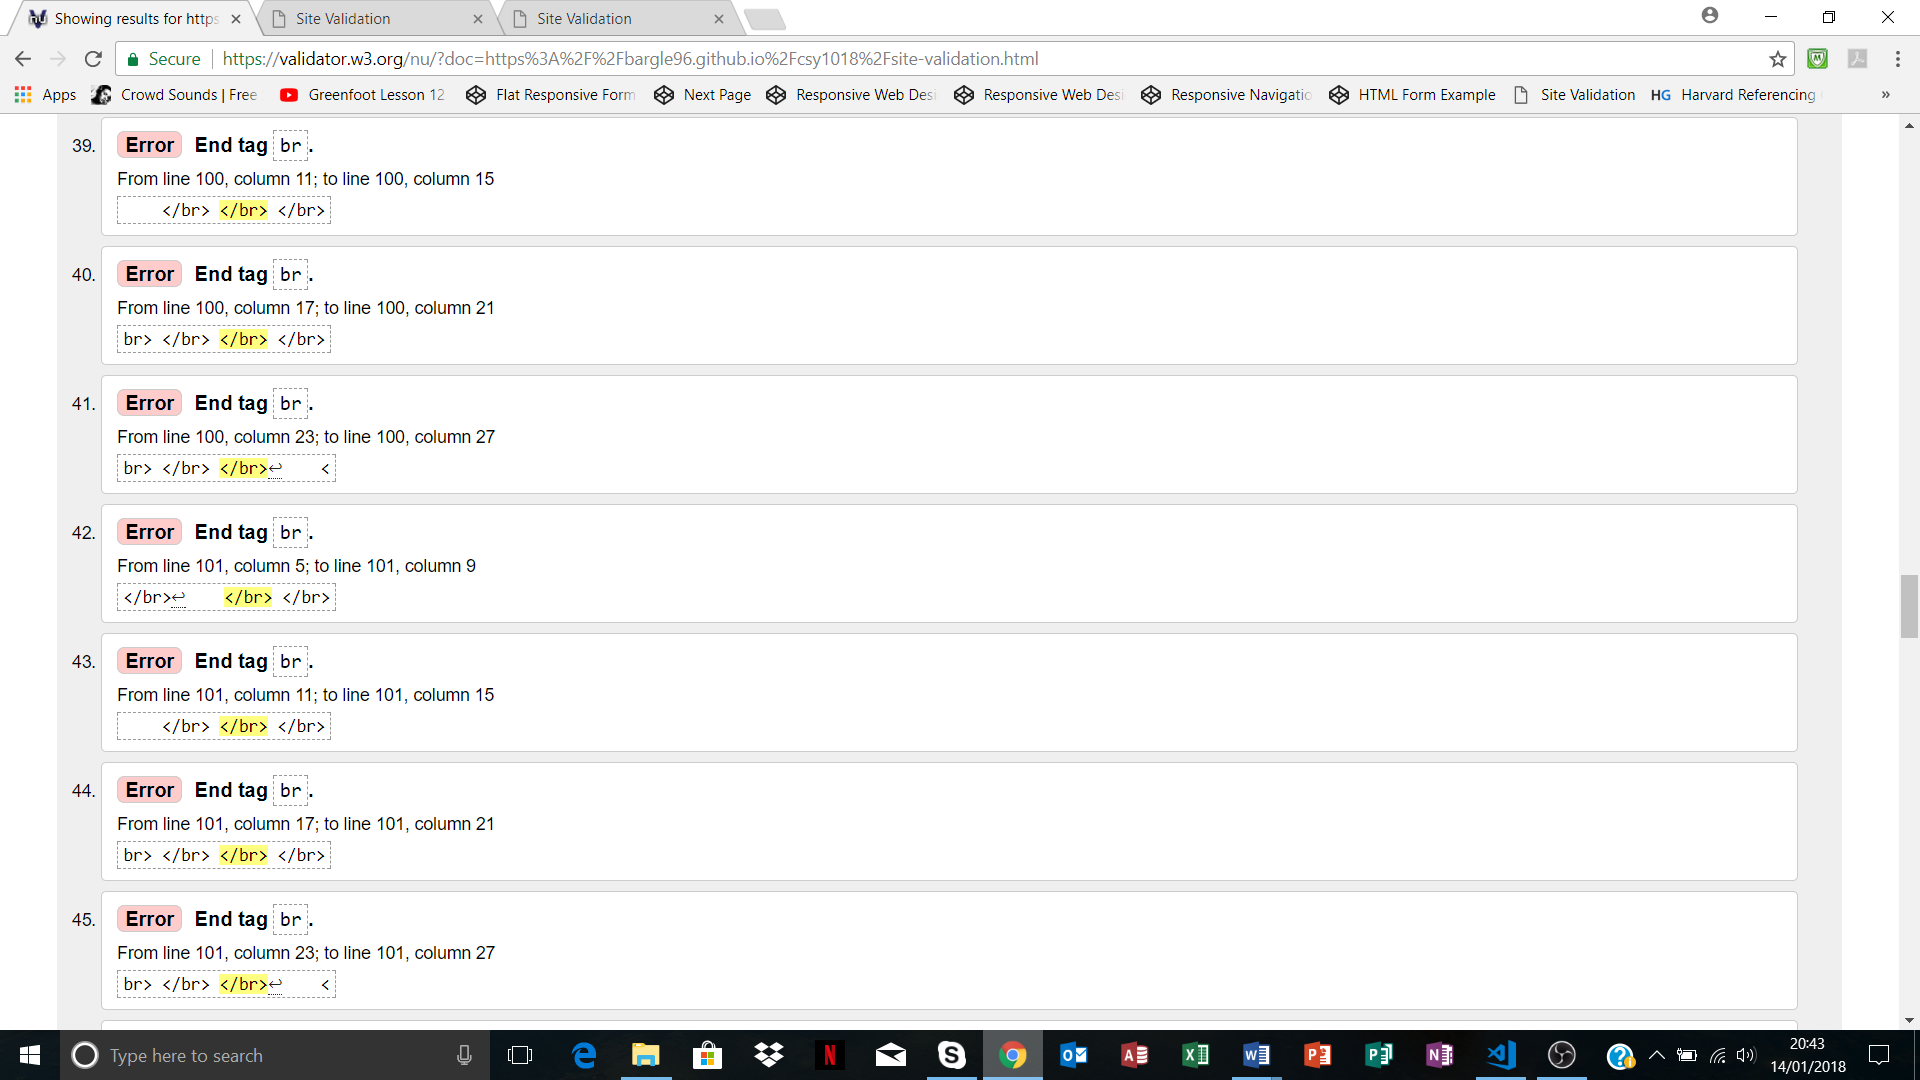 Showing results for https
Site Validation
Site Validation
Secure
https://validator.w3.org/nu/?doc=https%3A%2F%2Fbargle96.github.io%2Fcsy1018%2Fsite-validation.html
Apps
Crowd Sounds | Free
Greenfoot Lesson 12
Flat Responsive Form
Next Page
Responsive Web Desi
Responsive Web Desi
Responsive Navigatio
HTML Form Example
Site Validation
HG Harvard Referencing
»
39. Error End tag br.
From line 100, column 11; to line 100, column 15
</br> </br> </br>
40. Error End tag br.
From line 100, column 17; to line 100, column 21
br> </br> </br> </br>
41. Error End tag br.
From line 100, column 23; to line 100, column 27
br> </br> </br>↩ <
42. Error End tag br.
From line 101, column 5; to line 101, column 9
</br>↩ </br> </br>
43. Error End tag br.
From line 101, column 11; to line 101, column 15
</br> </br> </br>
44. Error End tag br.
From line 101, column 17; to line 101, column 21
br> </br> </br> </br>
45. Error End tag br.
From line 101, column 23; to line 101, column 27
br> </br> </br>↩ <
Type here to search
20:43
14/01/2018